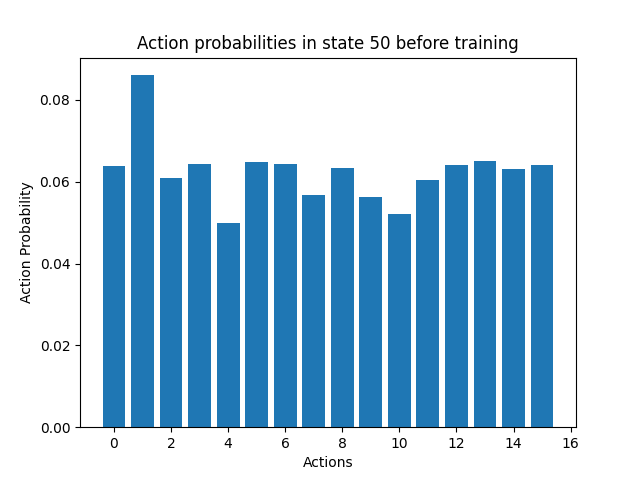 Action probabilities in state 50 before training
Action Probability
0.08
0.06
0.04
0.02
0.00
0 2 4 6 8 10 12 14 16
Actions